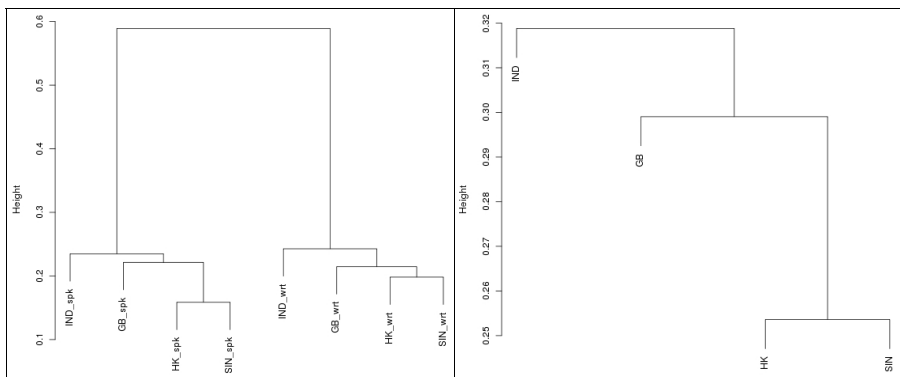 0.6
0.5
0.4
0.3
0.2
0.1
Height
IND_spk
GB_spk
HK_spk
SIN_spk
IND_wrt
GB_wrt
HK_wrt
SIN_wrt
0.32
0.31
0.30
0.29
0.28
0.27
0.26
0.25
Height
IND
GB
HK
SIN